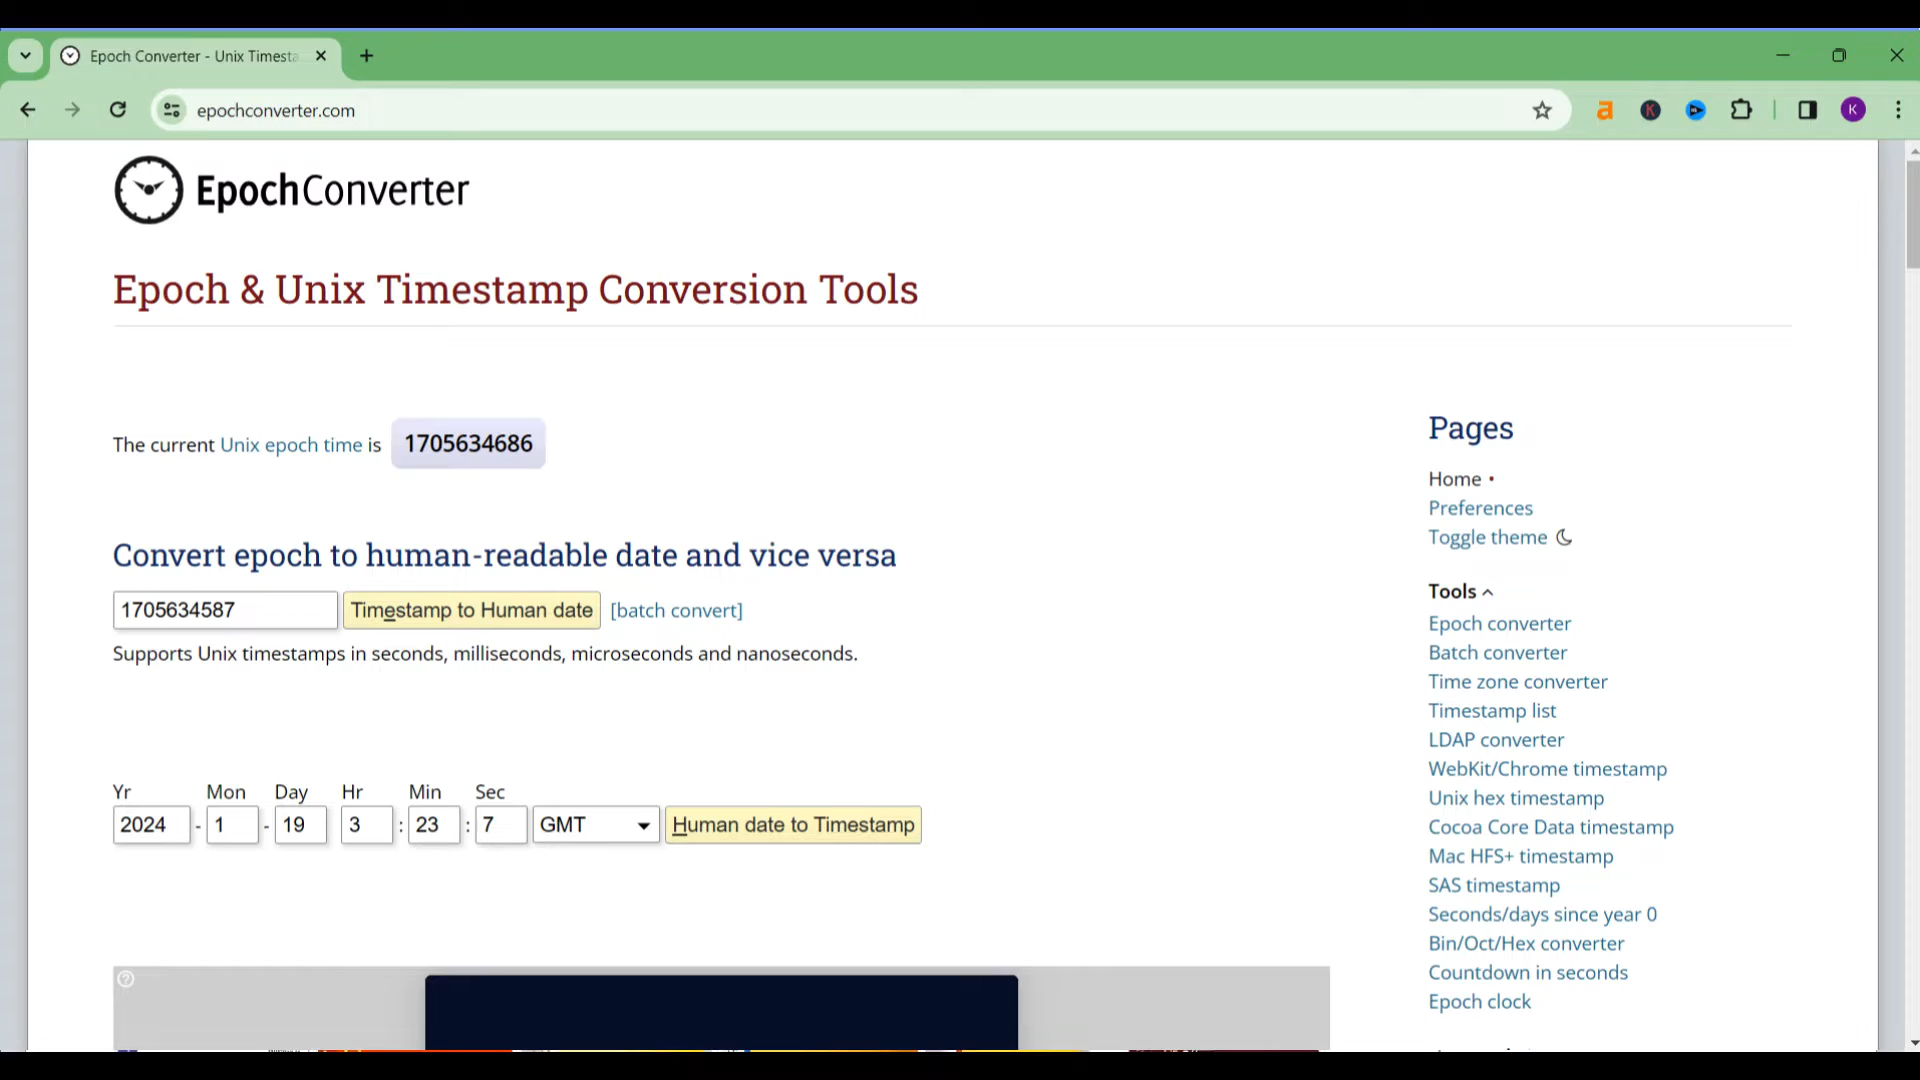 Epoch Converter - Unix Timesta
epochconverter.com
a
K
K
EpochConverter
Epoch & Unix Timestamp Conversion Tools
The current Unix epoch time is 1705634686
Convert epoch to human-readable date and vice versa
1705634587 Timestamp to Human date [batch convert]
Supports Unix timestamps in seconds, milliseconds, microseconds and nanoseconds.
Yr Mon Day Hr Min Sec
2024 - 1 - 19 3 : 23 : 7 GMT Human date to Timestamp
Pages
Home •
Preferences
Toggle theme
Tools
Epoch converter
Batch converter
Time zone converter
Timestamp list
LDAP converter
WebKit/Chrome timestamp
Unix hex timestamp
Cocoa Core Data timestamp
Mac HFS+ timestamp
SAS timestamp
Seconds/days since year 0
Bin/Oct/Hex converter
Countdown in seconds
Epoch clock